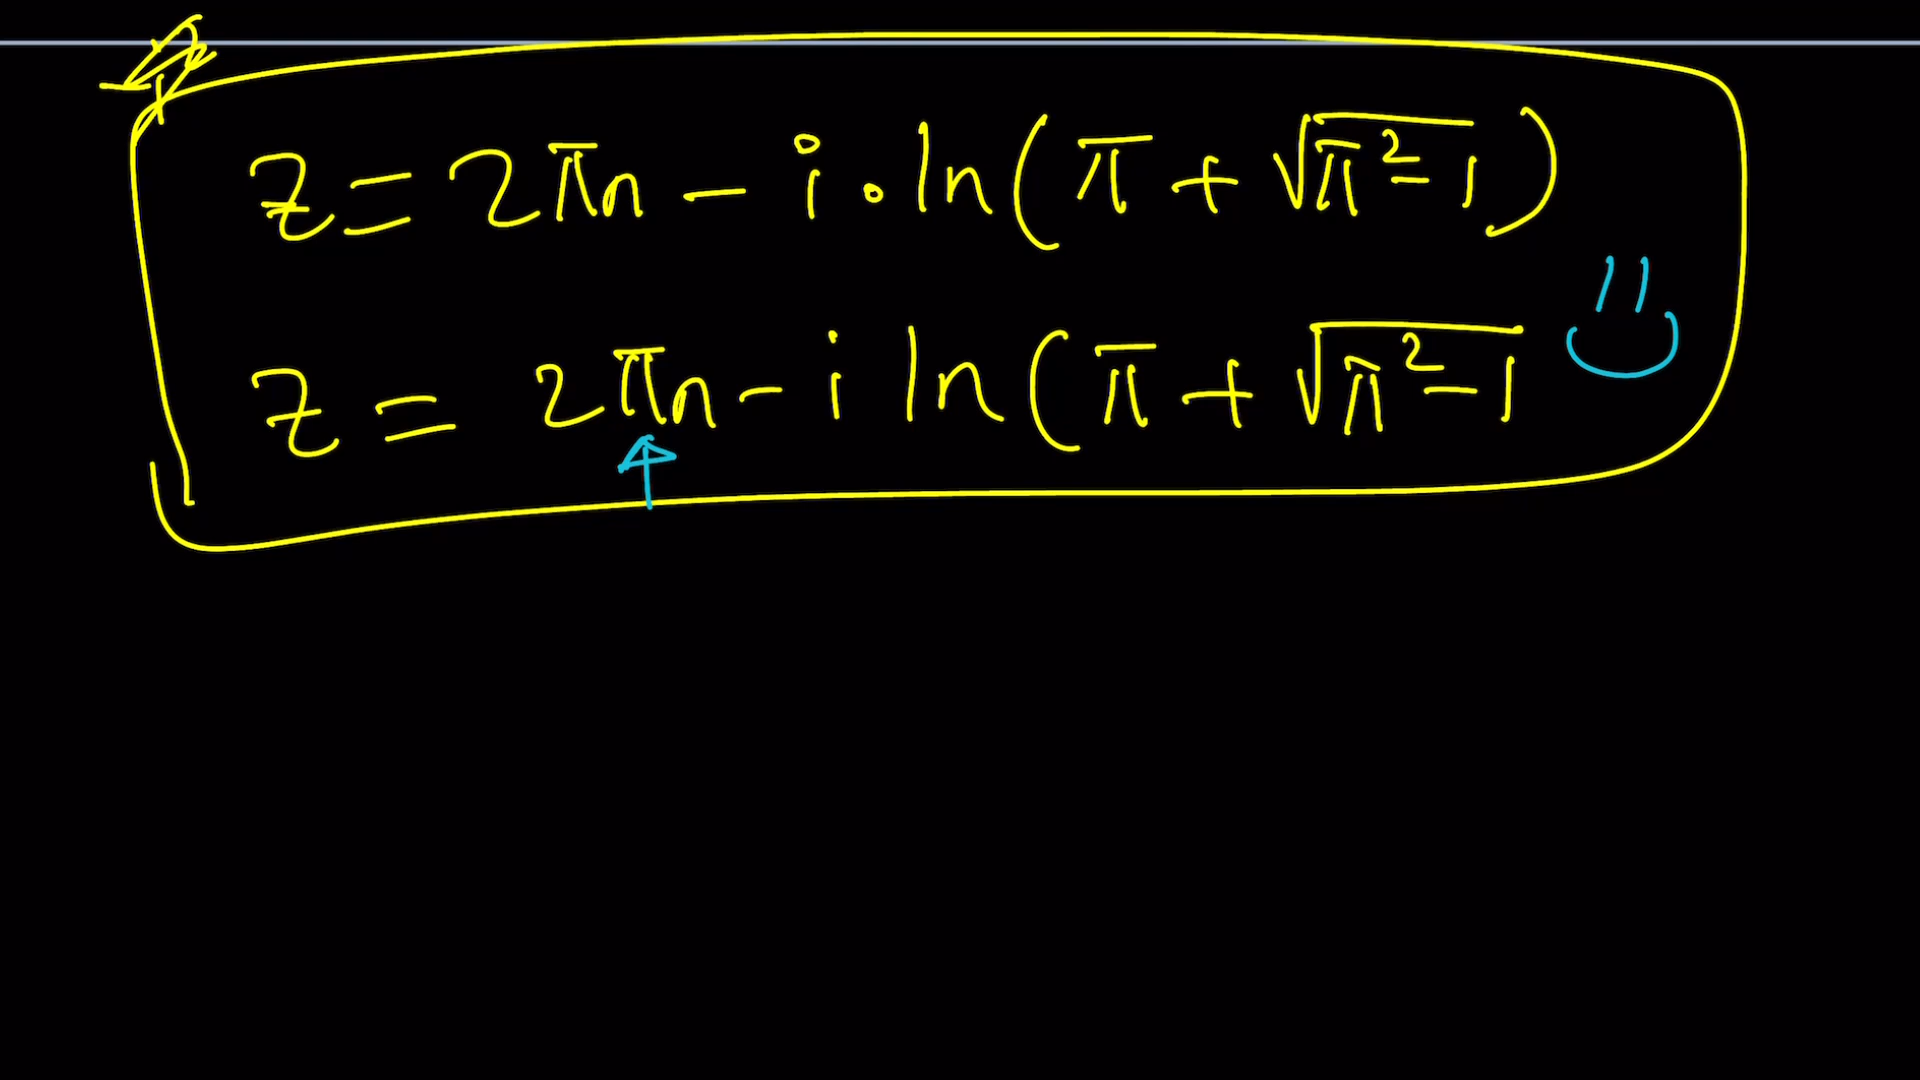 z = 2πn − i • ln(π + √π²−1)
z = 2πn − i ln(π + √π²−1